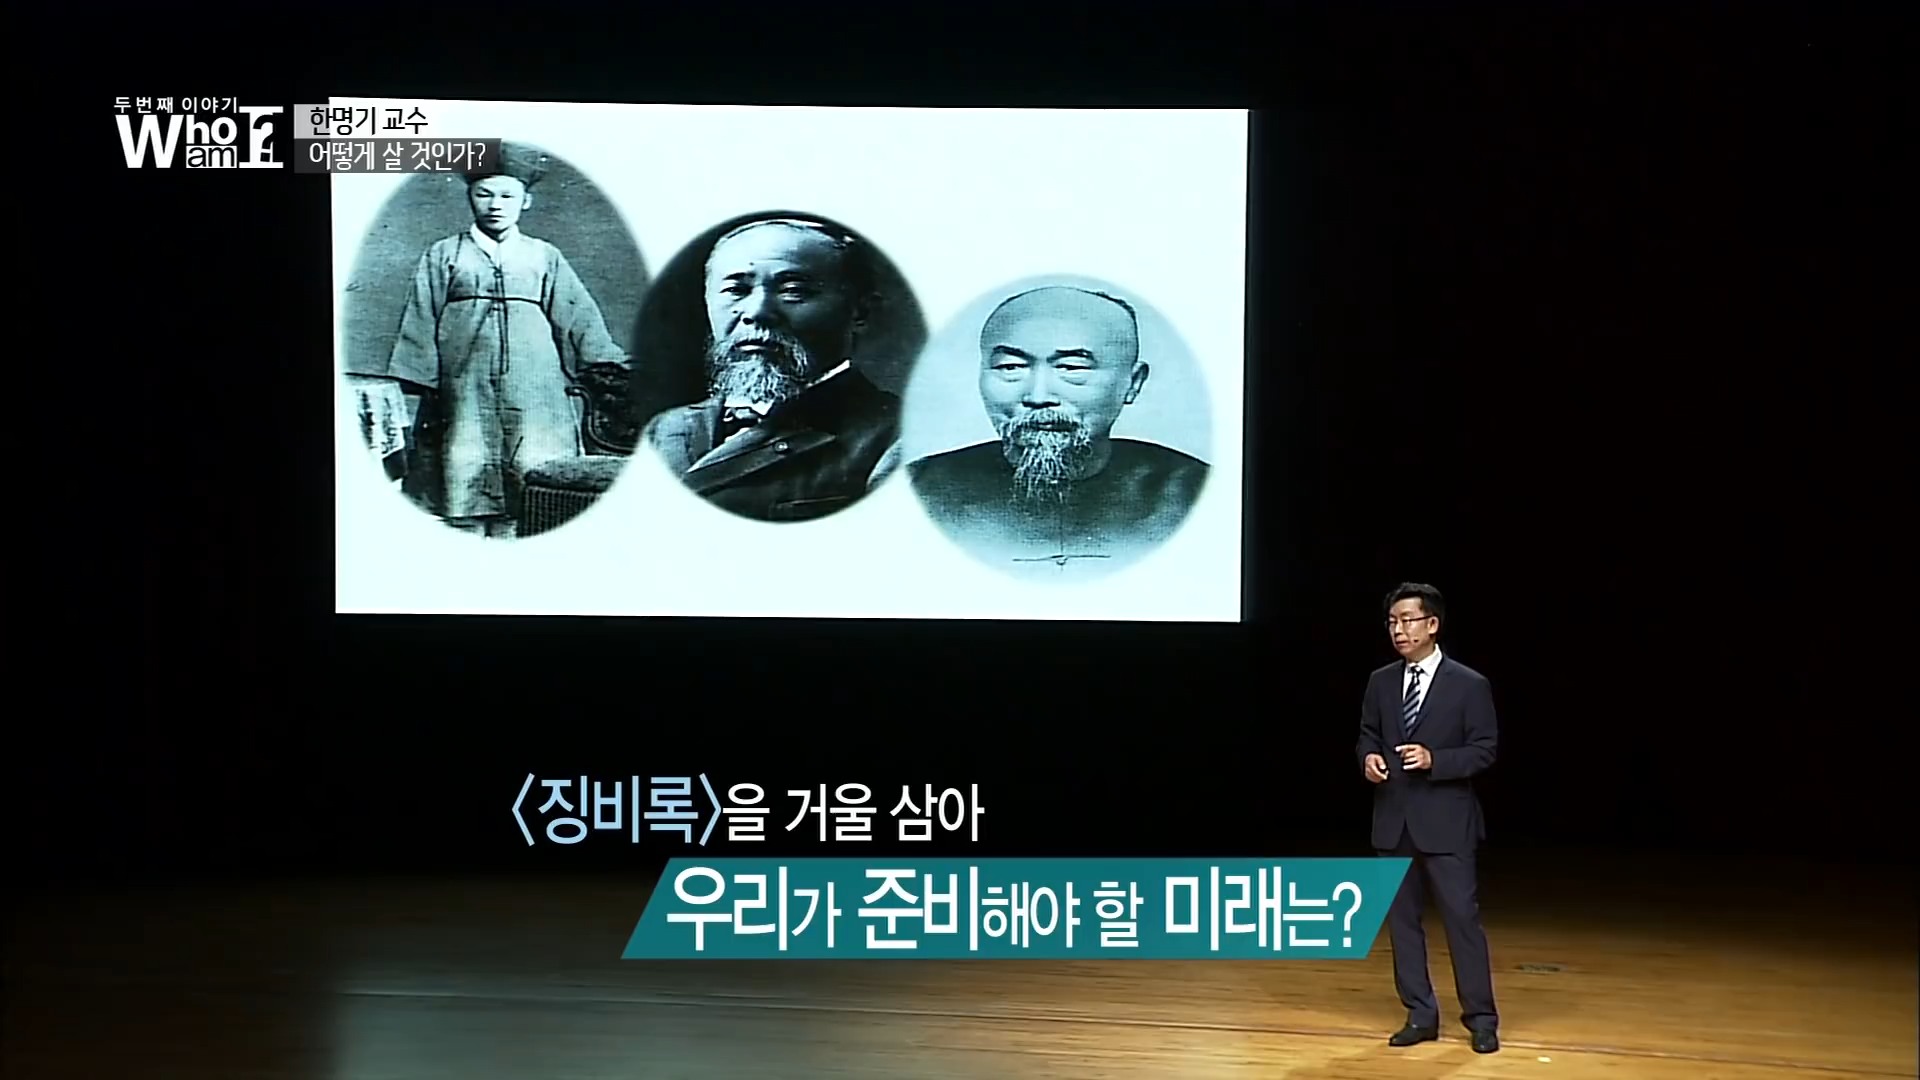 두번째 이야기
Who am I?
한명기 교수
어떻게 살 것인가?
〈징비록〉을 거울 삼아
우리가 준비해야 할 미래는?